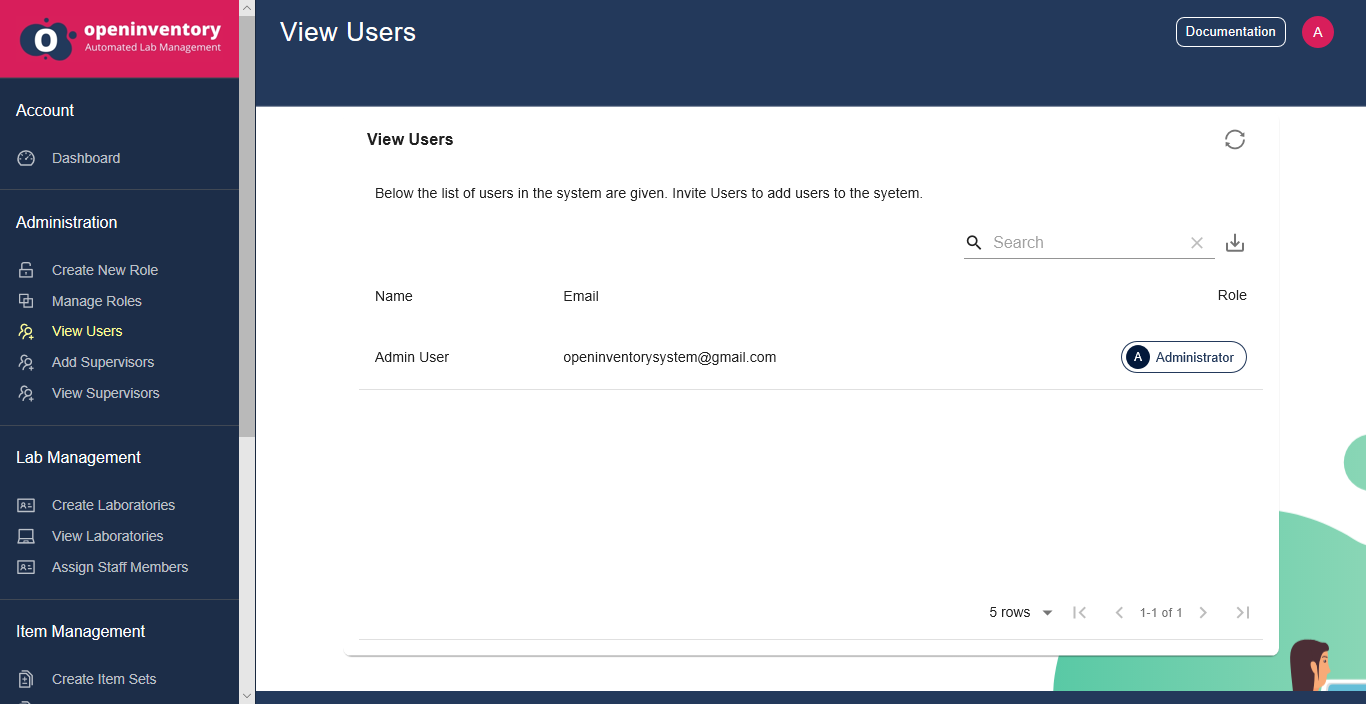 openinventory
Automated Lab Management
Account
Dashboard
Administration
Create New Role
Manage Roles
View Users
Add Supervisors
View Supervisors
Lab Management
Create Laboratories
View Laboratories
Assign Staff Members
Item Management
Create Item Sets
View Users
Documentation
A
View Users
Below the list of users in the system are given. Invite Users to add users to the syetem.
Search
Name Email Role
Admin User openinventorysystem@gmail.com A Administrator
5 rows 1-1 of 1